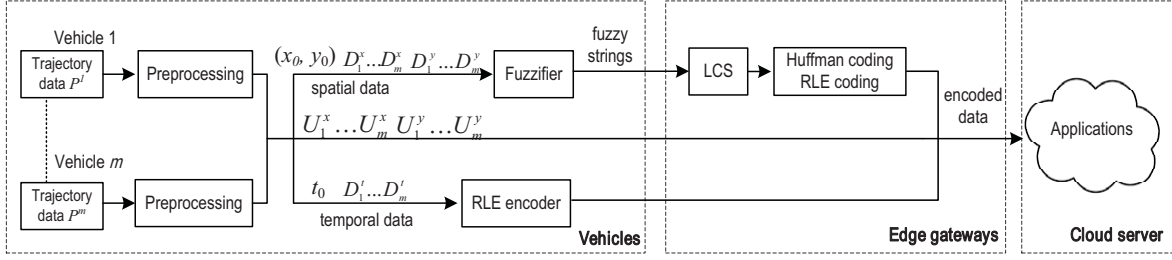 Vehicle 1
Trajectory
data P^1
Preprocessing
Vehicle m
Trajectory
data P^m
Preprocessing
(x_0, y_0) D_1^x...D_m^x D_1^y...D_m^y
spatial data
Fuzzifier
U_1^x...U_m^x U_1^y...U_m^y
t_0 D_1^t...D_m^t
temporal data
RLE encoder
Vehicles
fuzzy
strings
LCS
Huffman coding
RLE coding
Edge gateways
encoded
data
Applications
Cloud server